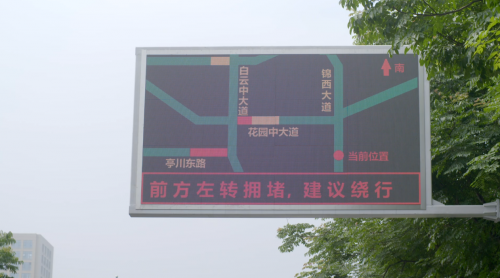 南
白云中大道
锦西大道
花园中大道
亭川东路
当前位置
前方左转拥堵,建议绕行